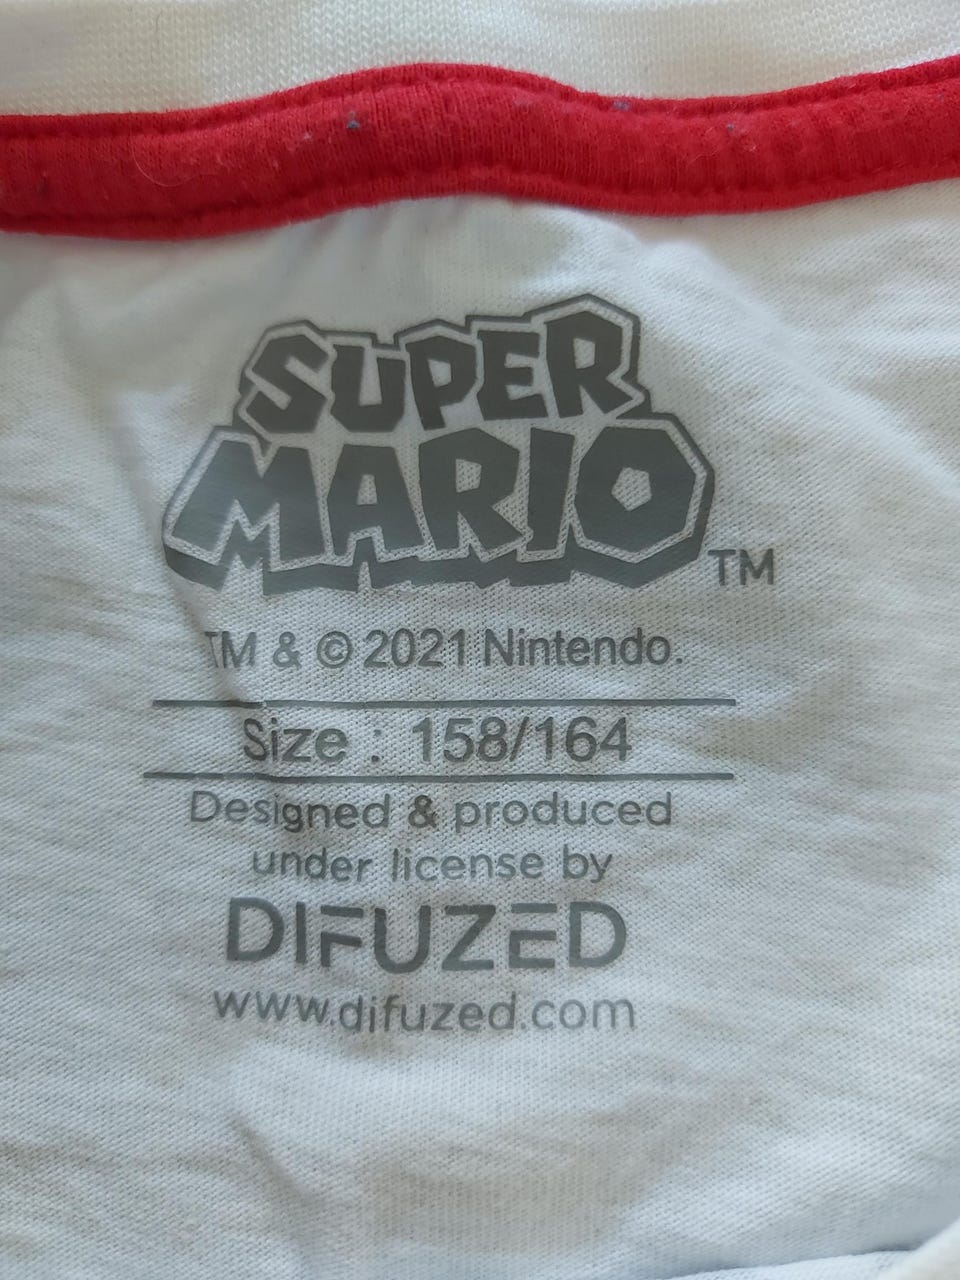 SUPER
MARIO TM
TM & © 2021 Nintendo.
Size : 158/164
Designed & produced
under license by
DIFUZED
www.difuzed.com